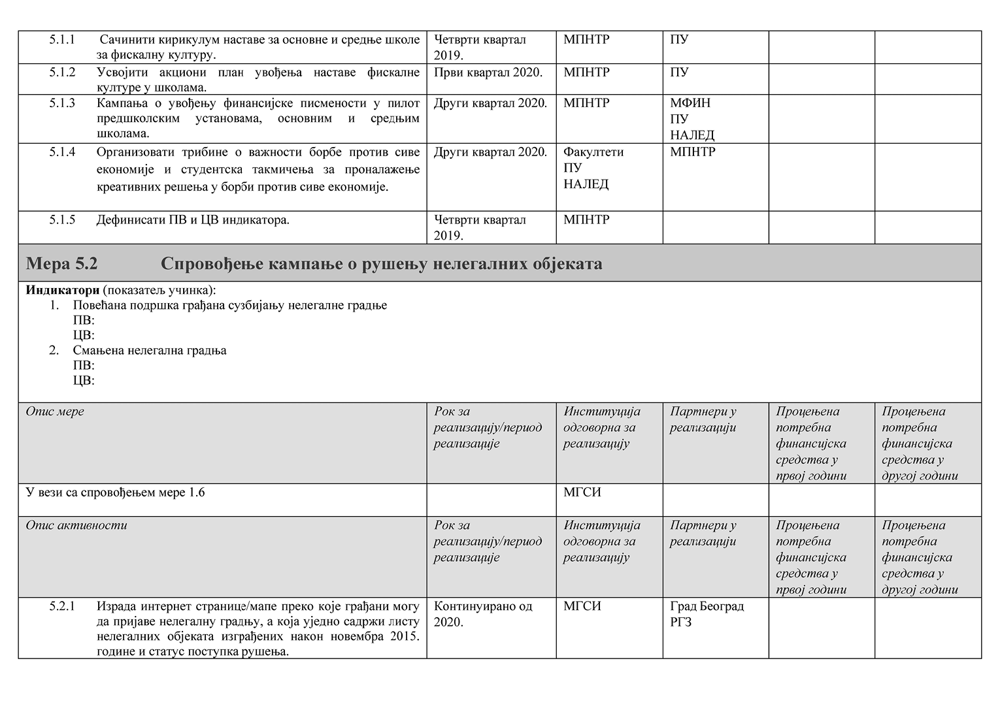 5.1.1 Сачинити кирикулум наставе за основне и средње школе
за фискалну културу.
Четврти квартал
2019.
МПНТР
ПУ
5.1.2 Усвојити акциони план увођења наставе фискалне
културе у школама.
Први квартал 2020.
МПНТР
ПУ
5.1.3 Кампања о увођењу финансијске писмености у пилот
предшколским установама, основним и средњим
школама.
Други квартал 2020.
МПНТР
МФИН
ПУ
НАЛЕД
5.1.4 Организовати трибине о важности борбе против сиве
економије и студентска такмичења за проналажење
креативних решења у борби против сиве економије.
Други квартал 2020.
Факултети
ПУ
НАЛЕД
МПНТР
5.1.5 Дефинисати ПВ и ЦВ индикатора.
Четврти квартал
2019.
МПНТР
Мера 5.2 Спровођење кампање о рушењу нелегалних објеката
Индикатори (показатељ учинка):
1. Повећана подршка грађана сузбијању нелегалне градње
ПВ:
ЦВ:
2. Смањена нелегална градња
ПВ:
ЦВ:
Опис мере
Рок за
реализацију/период
реализације
Институција
одговорна за
реализацију
Партнери у
реализацији
Процењена
потребна
финансијска
средства у
првој години
Процењена
потребна
финансијска
средства у
другој години
У вези са спровођењем мере 1.6
МГСИ
Опис активности
Рок за
реализацију/период
реализације
Институција
одговорна за
реализацију
Партнери у
реализацији
Процењена
потребна
финансијска
средства у
првој години
Процењена
потребна
финансијска
средства у
другој години
5.2.1 Израда интернет странице/мапе преко које грађани могу
да пријаве нелегалну градњу, а која уједно садржи листу
нелегалних објеката изграђених након новембра 2015.
године и статус поступка рушења.
Континуирано од
2020.
МГСИ
Град Београд
РГЗ